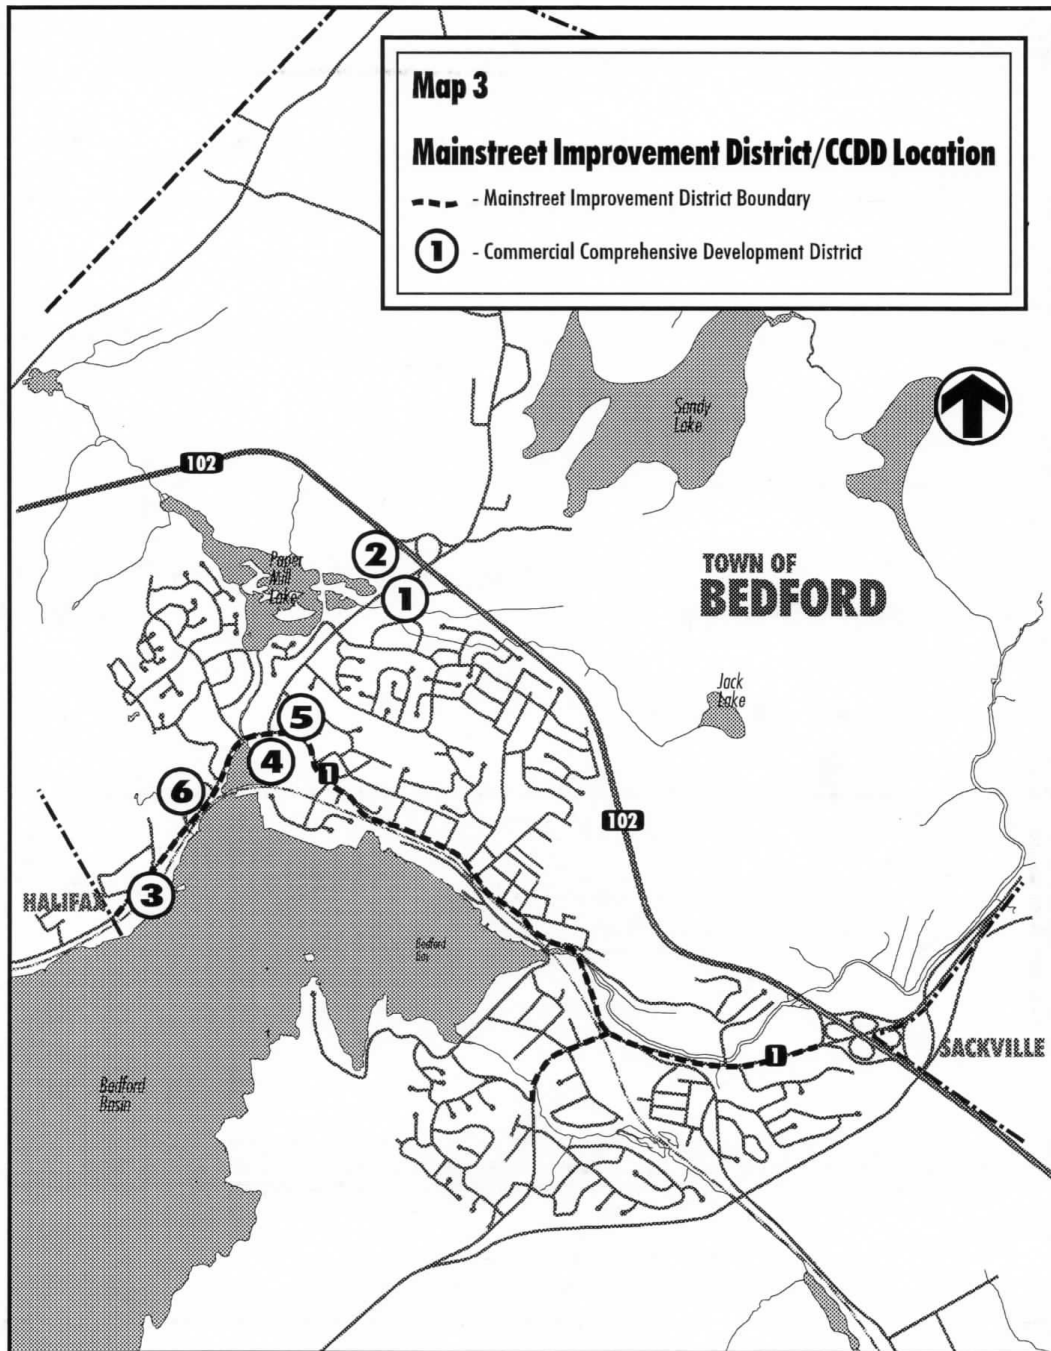 Map 3
Mainstreet Improvement District/CCDD Location
- Mainstreet Improvement District Boundary
1 - Commercial Comprehensive Development District
Sandy
Lake
102
2
Paper
Mill
Lake
1
TOWN OF
BEDFORD
Jack
Lake
5
4
1
6
102
3
HALIFAX
Bedford
Bay
1
SACKVILLE
Bedford
Basin